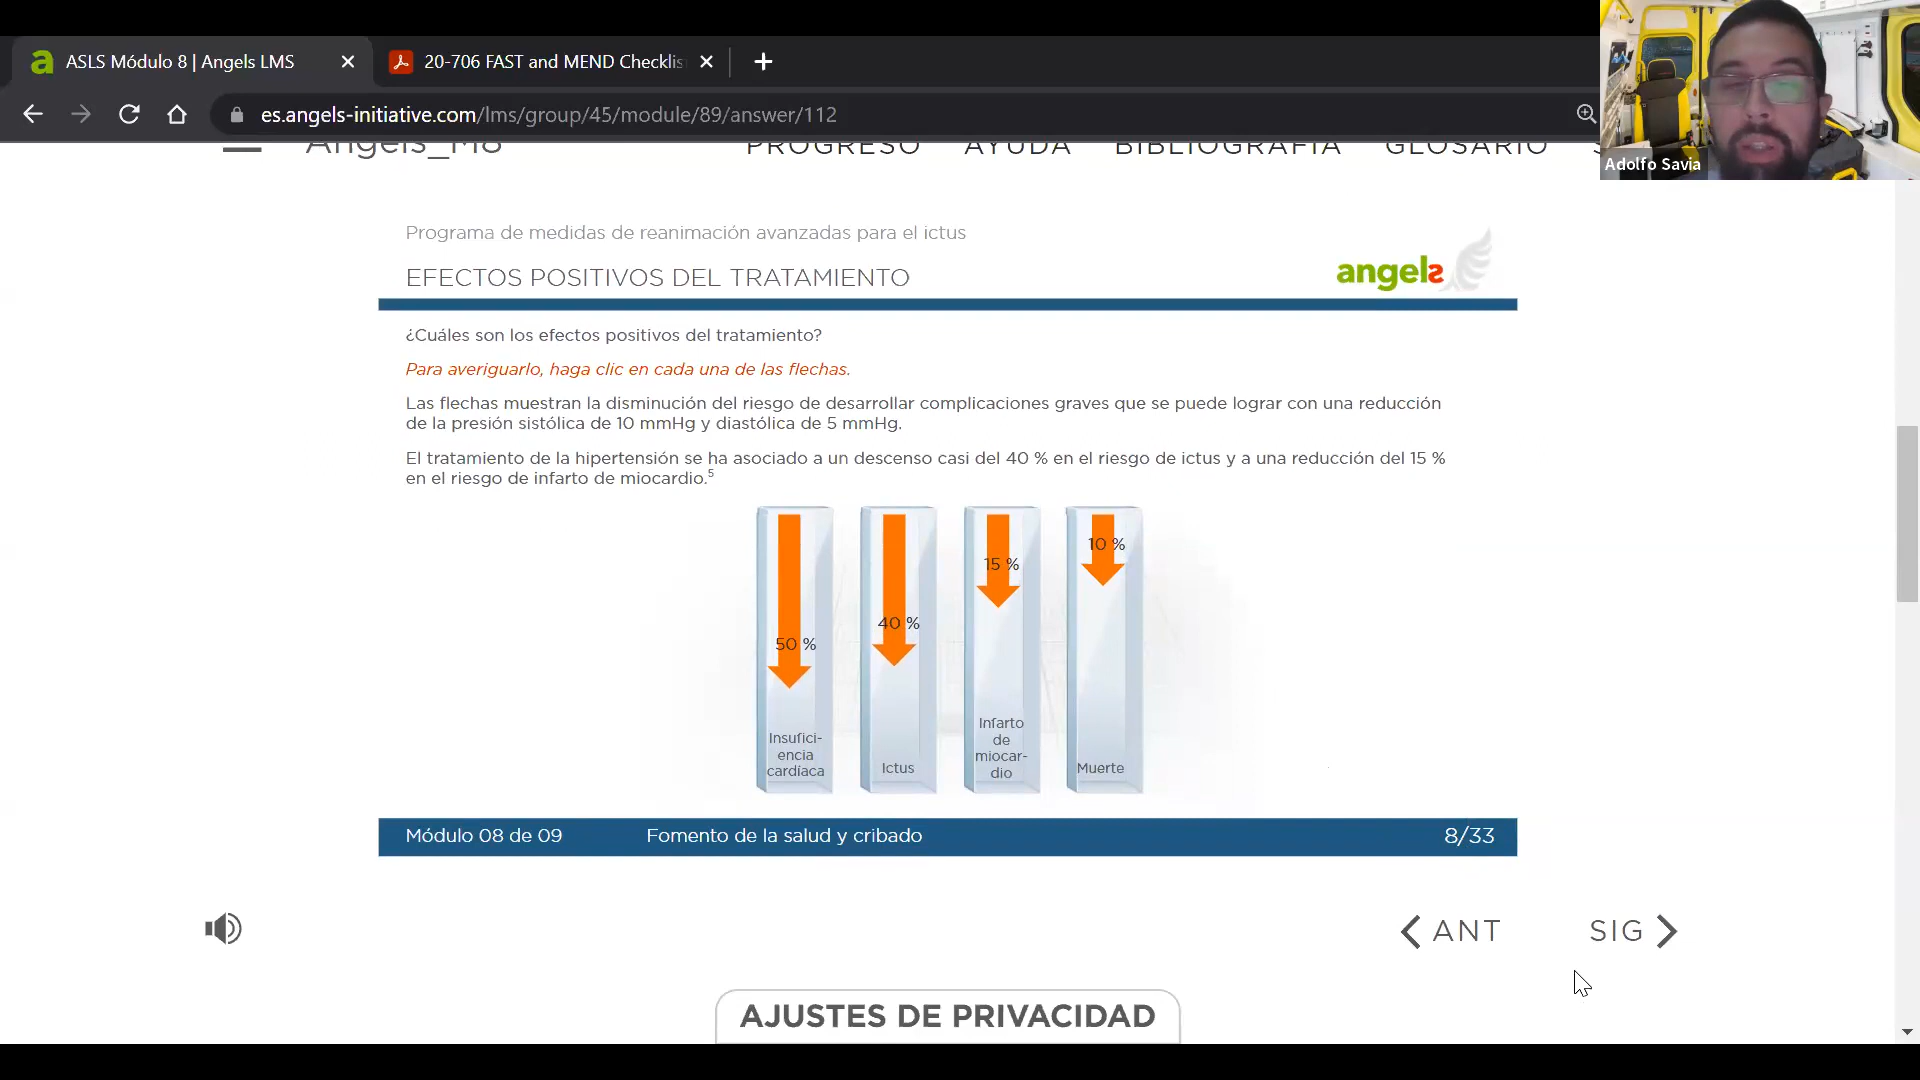 ASLS Módulo 8 | Angels LMS
20-706 FAST and MEND Checklis
es.angels-initiative.com/lms/group/45/module/89/answer/112
Adolfo Savia
Angels_M8
PROGRESO
AYUDA
BIBLIOGRAFÍA
GLOSARIO
Programa de medidas de reanimación avanzadas para el ictus
EFECTOS POSITIVOS DEL TRATAMIENTO
angels
¿Cuáles son los efectos positivos del tratamiento?
Para averiguarlo, haga clic en cada una de las flechas.
Las flechas muestran la disminución del riesgo de desarrollar complicaciones graves que se puede lograr con una reducción
de la presión sistólica de 10 mmHg y diastólica de 5 mmHg.
El tratamiento de la hipertensión se ha asociado a un descenso casi del 40 % en el riesgo de ictus y a una reducción del 15 %
en el riesgo de infarto de miocardio.5
50 %
40 %
15 %
10 %
Insufici-
encia
cardíaca
Ictus
Infarto
de
miocar-
dio
Muerte
Módulo 08 de 09
Fomento de la salud y cribado
8/33
ANT
SIG
AJUSTES DE PRIVACIDAD